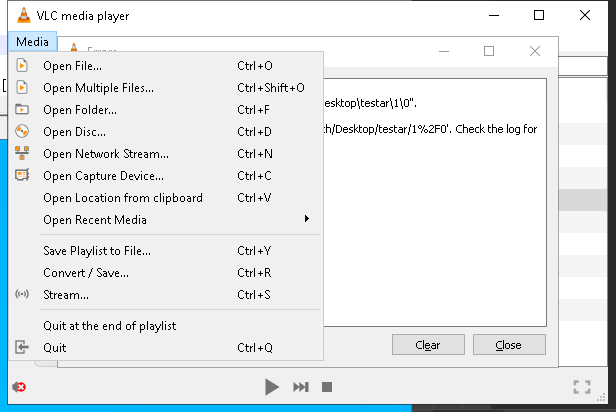 VLC media player
Media
Open File... Ctrl+O
Open Multiple Files... Ctrl+Shift+O
Open Folder... Ctrl+F
Open Disc... Ctrl+D
Open Network Stream... Ctrl+N
Open Capture Device... Ctrl+C
Open Location from clipboard Ctrl+V
Open Recent Media
Save Playlist to File... Ctrl+Y
Convert / Save... Ctrl+R
Stream... Ctrl+S
Quit at the end of playlist
Quit Ctrl+Q
esktop\testar\1\0".
h/Desktop/testar/1%2F0'. Check the log for
Clear Close